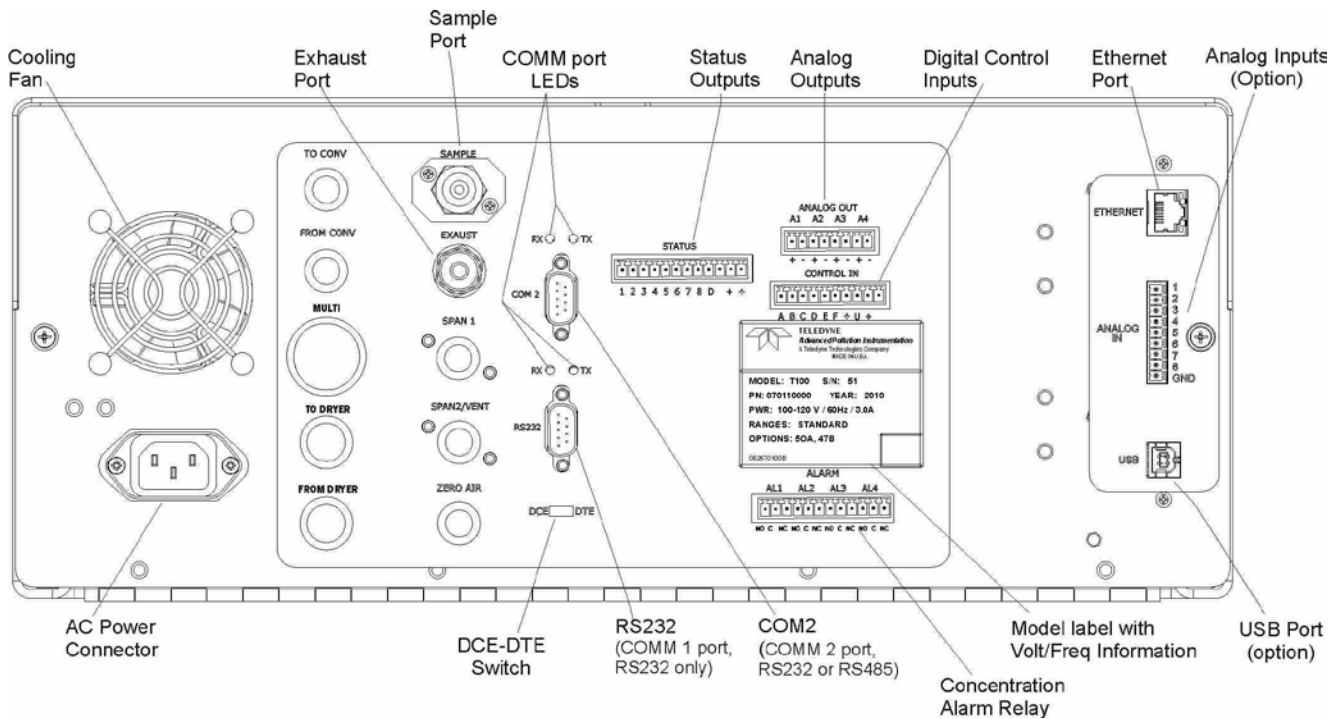 Sample
Port
Cooling
Fan
Exhaust
Port
COMM port
LEDs
Status
Outputs
Analog
Outputs
Digital Control
Inputs
Ethernet
Port
Analog Inputs
(Option)
TO CONV
SAMPLE
FROM CONV
EXAUST
MULTI
SPAN 1
TO DRYER
SPAN2/VENT
FROM DRYER
ZERO AIR
RX TX
COM 2
RX TX
RS232
DCE DTE
STATUS
1 2 3 4 5 6 7 8 D +
ANALOG OUT
A1 A2 A3 A4
+ - + - + - + -
CONTROL IN
A B C D E F U
TELEDYNE
Advanced Pollution Instrumentation
A Teledyne Technologies Company
MADE IN U.S.A.
MODEL: T100 S/N: 51
PN: 070110000 YEAR: 2010
PWR: 100-120 V / 60Hz / 3.0A
RANGES: STANDARD
OPTIONS: 50A, 47B
ALARM
AL1 AL2 AL3 AL4
NO C NC NO C NC NO C NC NO C NC
ETHERNET
ANALOG
IN
1
2
3
4
5
6
7
8
GND
USB
AC Power
Connector
DCE-DTE
Switch
RS232
(COMM 1 port,
RS232 only)
COM2
(COMM 2 port,
RS232 or RS485)
Model label with
Volt/Freq Information
USB Port
(option)
Concentration
Alarm Relay